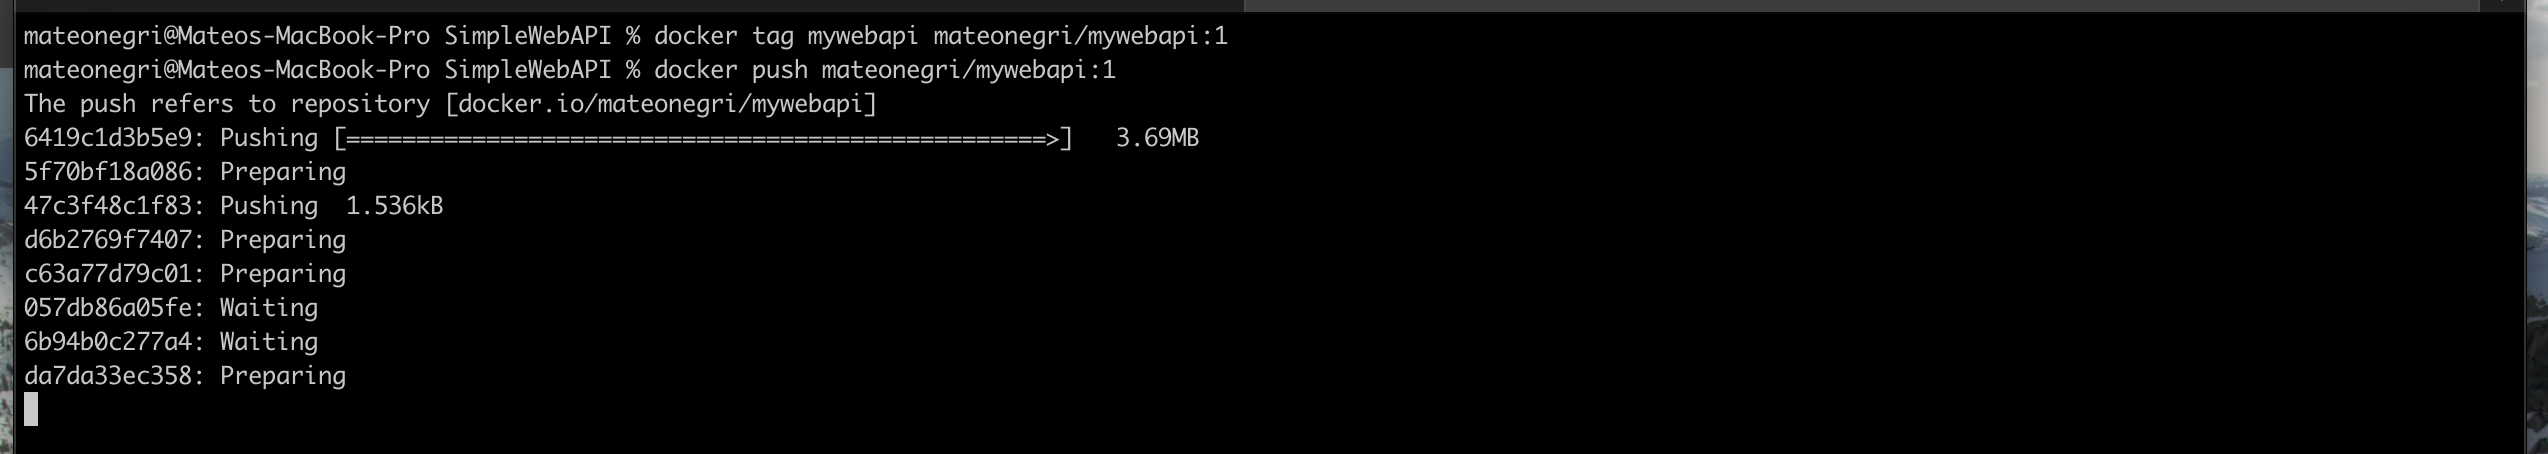 mateonegri@Mateos-MacBook-Pro SimpleWebAPI % docker tag mywebapi mateonegri/mywebapi:1
mateonegri@Mateos-MacBook-Pro SimpleWebAPI % docker push mateonegri/mywebapi:1
The push refers to repository [docker.io/mateonegri/mywebapi]
6419c1d3b5e9: Pushing [==================================================>]   3.69MB
5f70bf18a086: Preparing
47c3f48c1f83: Pushing  1.536kB
d6b2769f7407: Preparing
c63a77d79c01: Preparing
057db86a05fe: Waiting
6b94b0c277a4: Waiting
da7da33ec358: Preparing